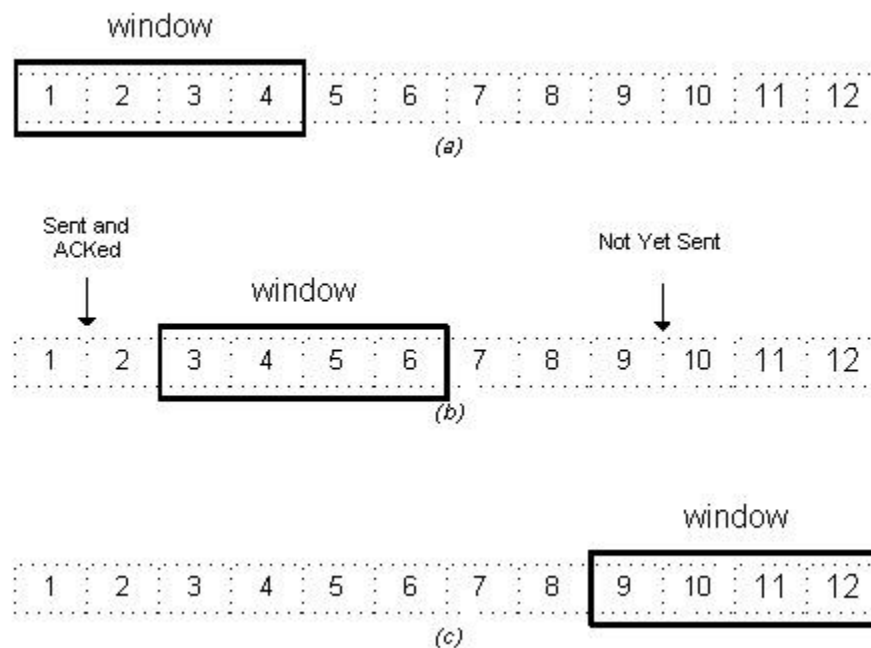 window
1 2 3 4 5 6 7 8 9 10 11 12
(a)
Sent and
ACKed
Not Yet Sent
window
1 2 3 4 5 6 7 8 9 10 11 12
(b)
window
1 2 3 4 5 6 7 8 9 10 11 12
(c)